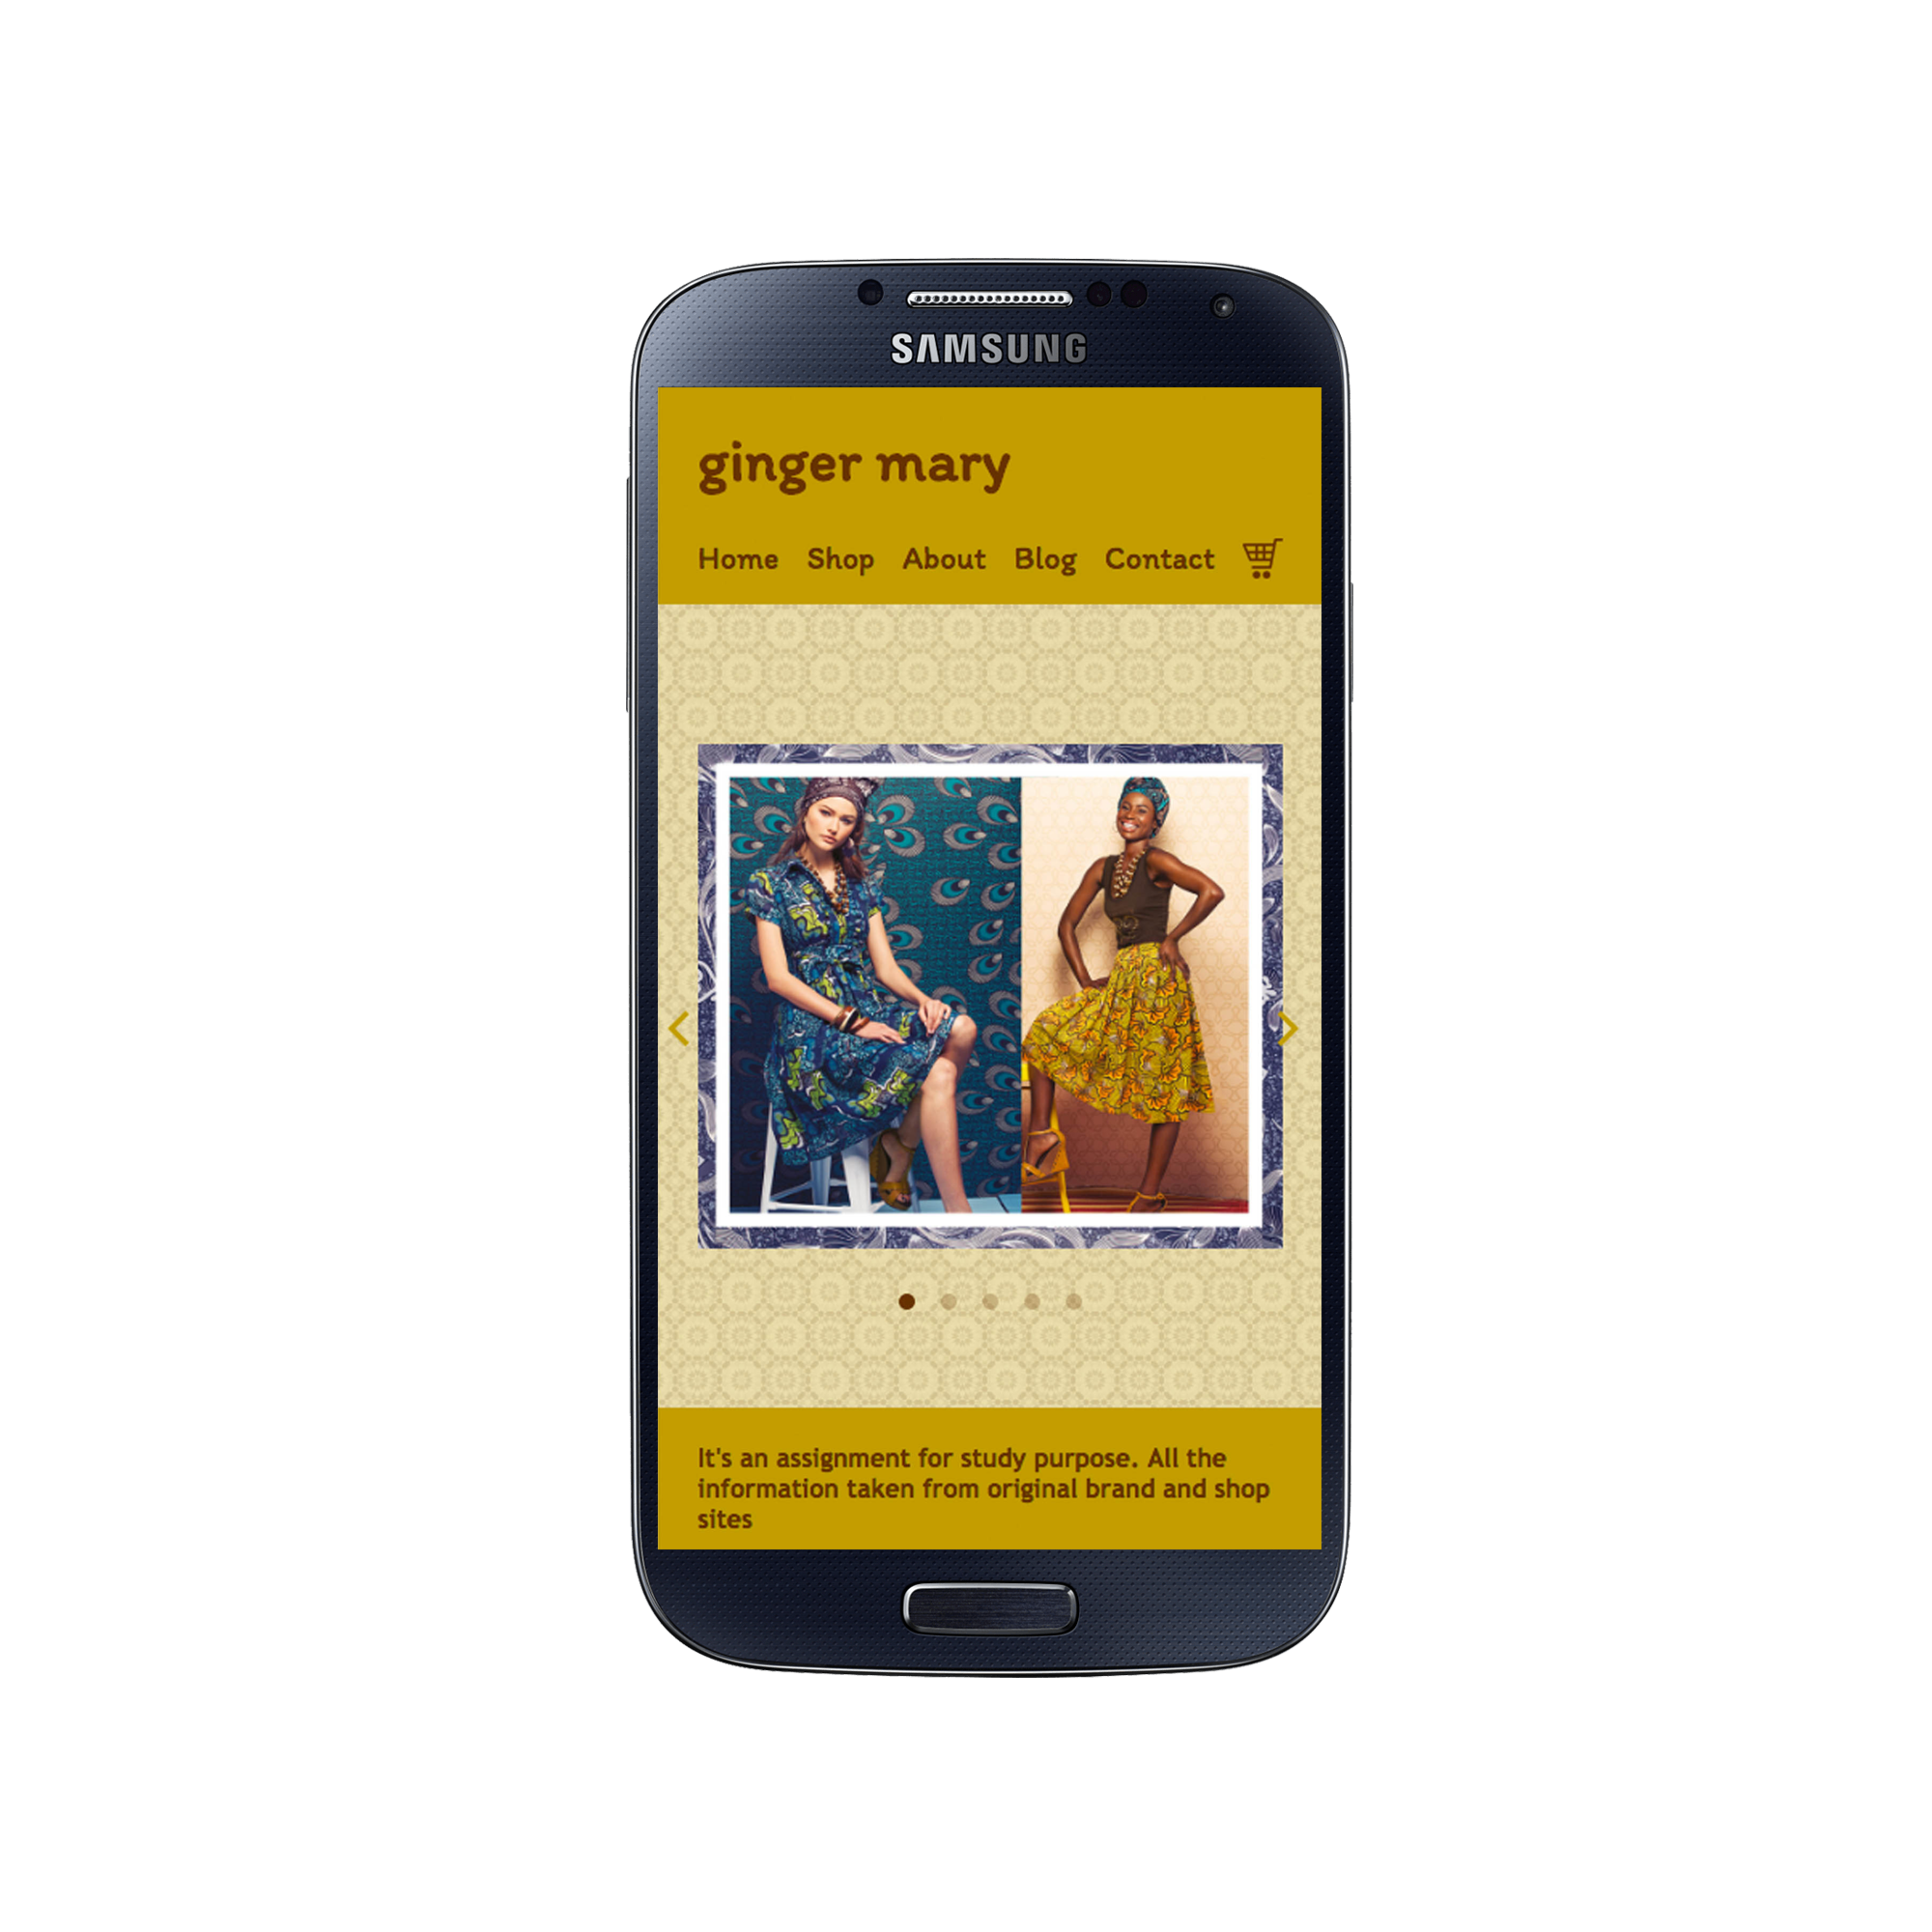 SAMSUNG
ginger mary
Home Shop About Blog Contact
It's an assignment for study purpose. All the
information taken from original brand and shop
sites